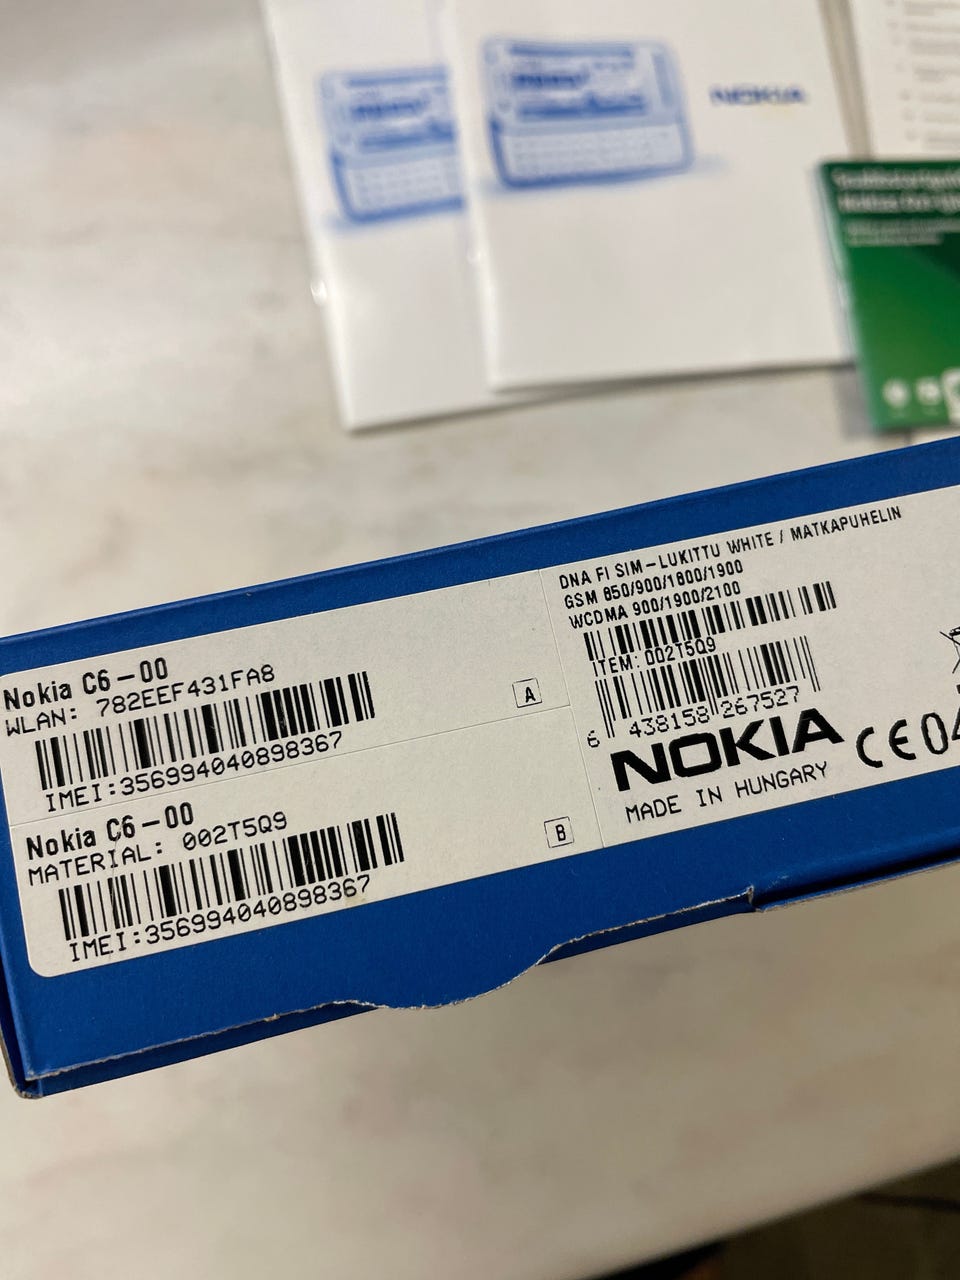 NOKIA
Nokia C6-00
WLAN: 782EEF431FA8
IMEI:356994040898367
A
Nokia C6-00
MATERIAL: 002T5Q9
IMEI:356994040898367
B
DNA FI SIM-LUKITTU WHITE / MATKAPUHELIN
GSM 850/900/1800/1900
WCDMA 900/1900/2100
ITEM: 002T5Q9
6 438158 267527
NOKIA
CE04
MADE IN HUNGARY